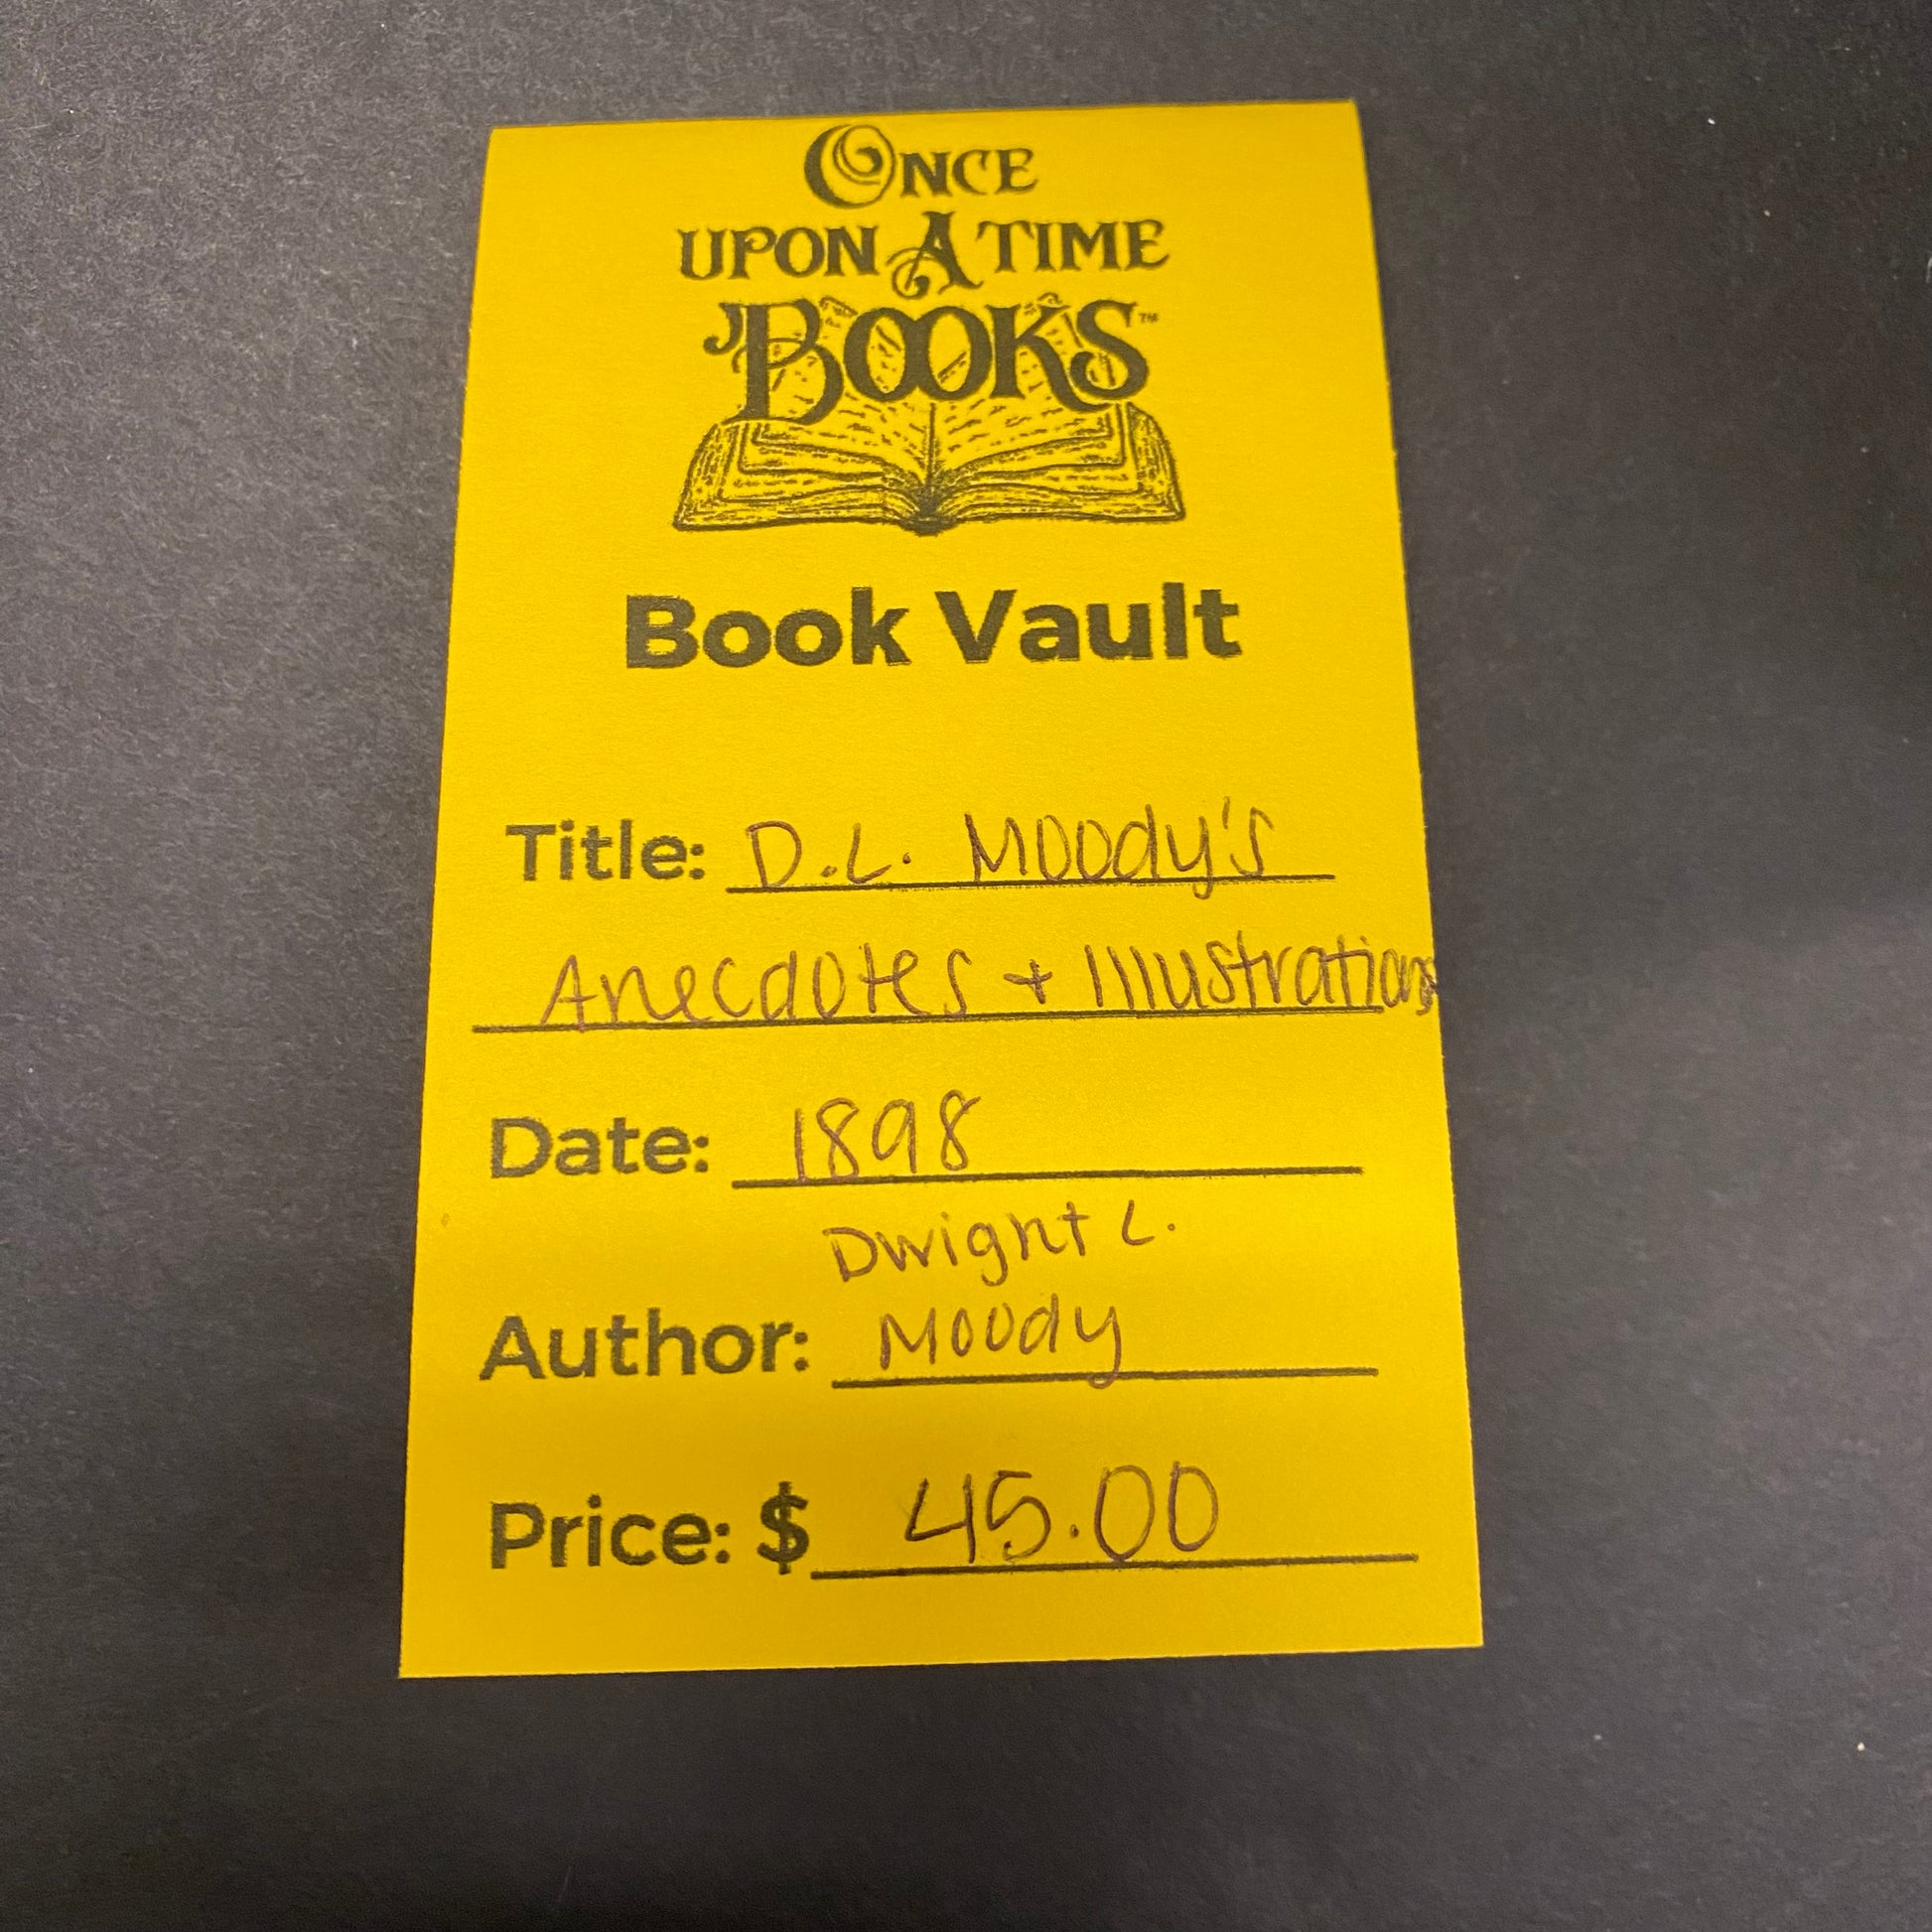 ONCE
UPON A TIME
BOOKS™
Book Vault
Title: D.L. Moody's
Anecdotes + Illustrations
Date: 1898
Dwight L.
Author: Moody
Price: $ 45.00